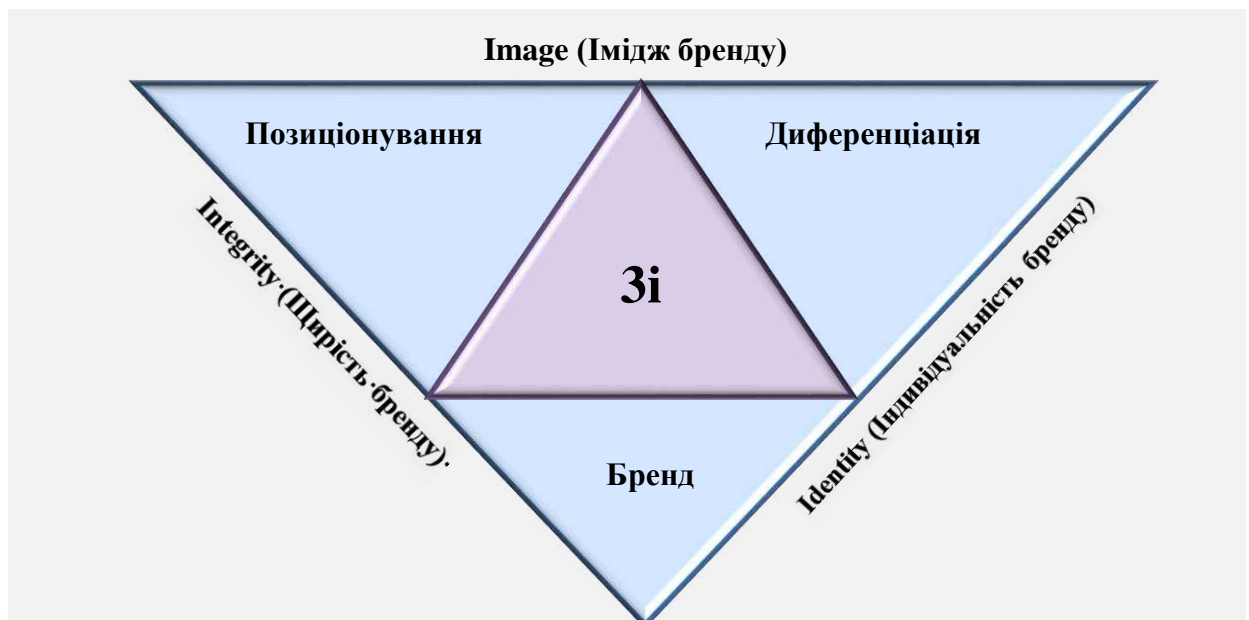 Image (Імідж бренду)
Позиціонування
Диференціація
Integrity·(Щирість·бренду)·
3і
Identity (Індивідуальність бренду)
Бренд